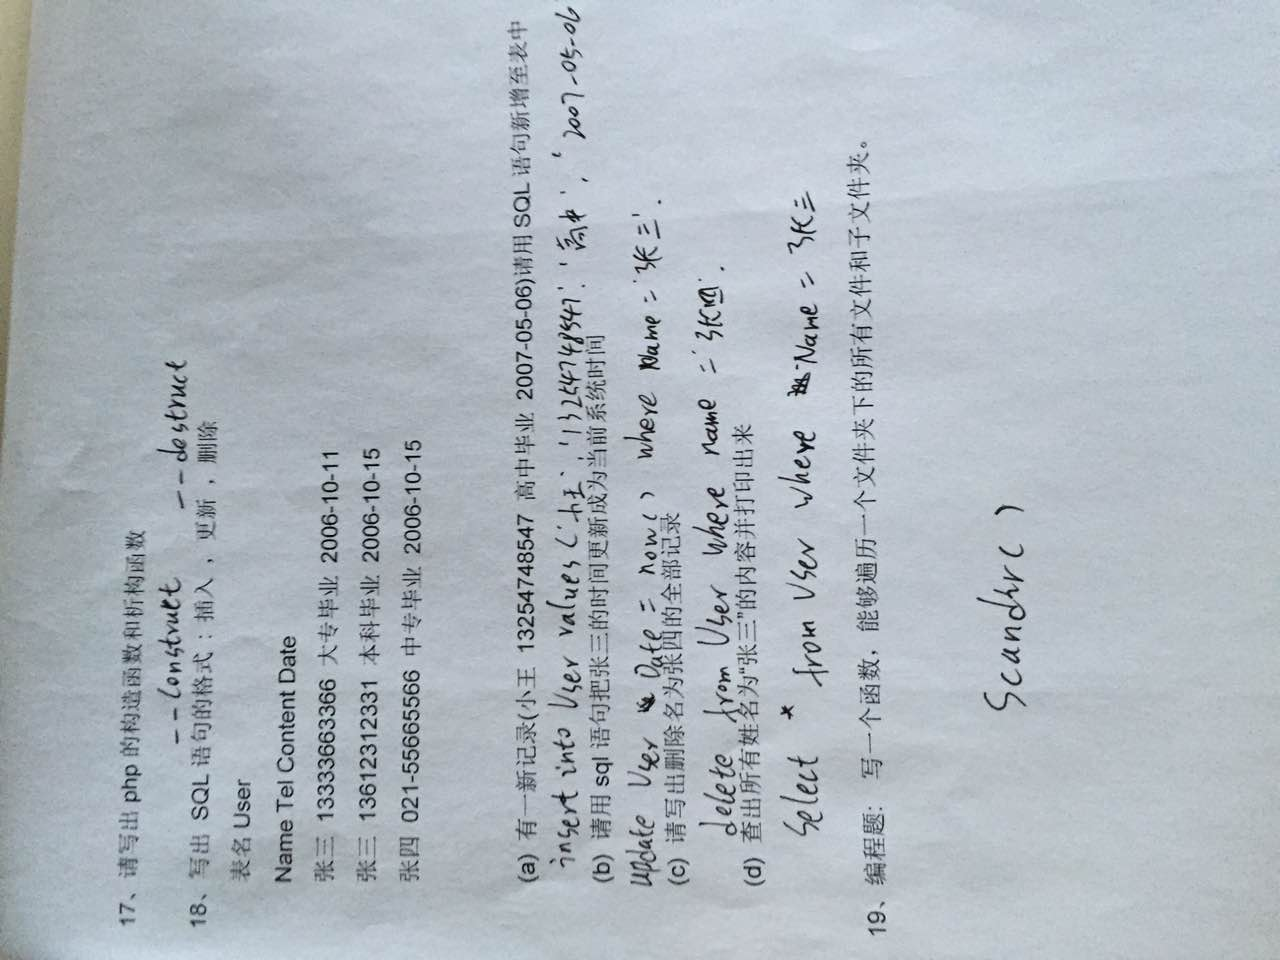 17、请写出 php 的构造函数和析构函数
--construct --destruct
18、写出 SQL 语句的格式：插入，更新，删除
表名 User
Name Tel Content Date
张三 13333663366 大专毕业 2006-10-11
张三 13612312331 本科毕业 2006-10-15
张四 021-55665566 中专毕业 2006-10-15
(a) 有一新记录(小王 13254748547 高中毕业 2007-05-06)请用 SQL 语句新增至表中
insert into User values('小王','13254748547','高中','2007-05-06
(b) 请用 sql 语句把张三的时间更新成为当前系统时间
update User Date = now() where Name='张三'.
(c) 请写出删除名为张四的全部记录
delete from User where name='张四'.
(d) 查出所有姓名为“张三”的内容并打印出来
Select * from User where Name = 张三
19、编程题: 写一个函数，能够遍历一个文件夹下的所有文件和子文件夹。
Scandir()